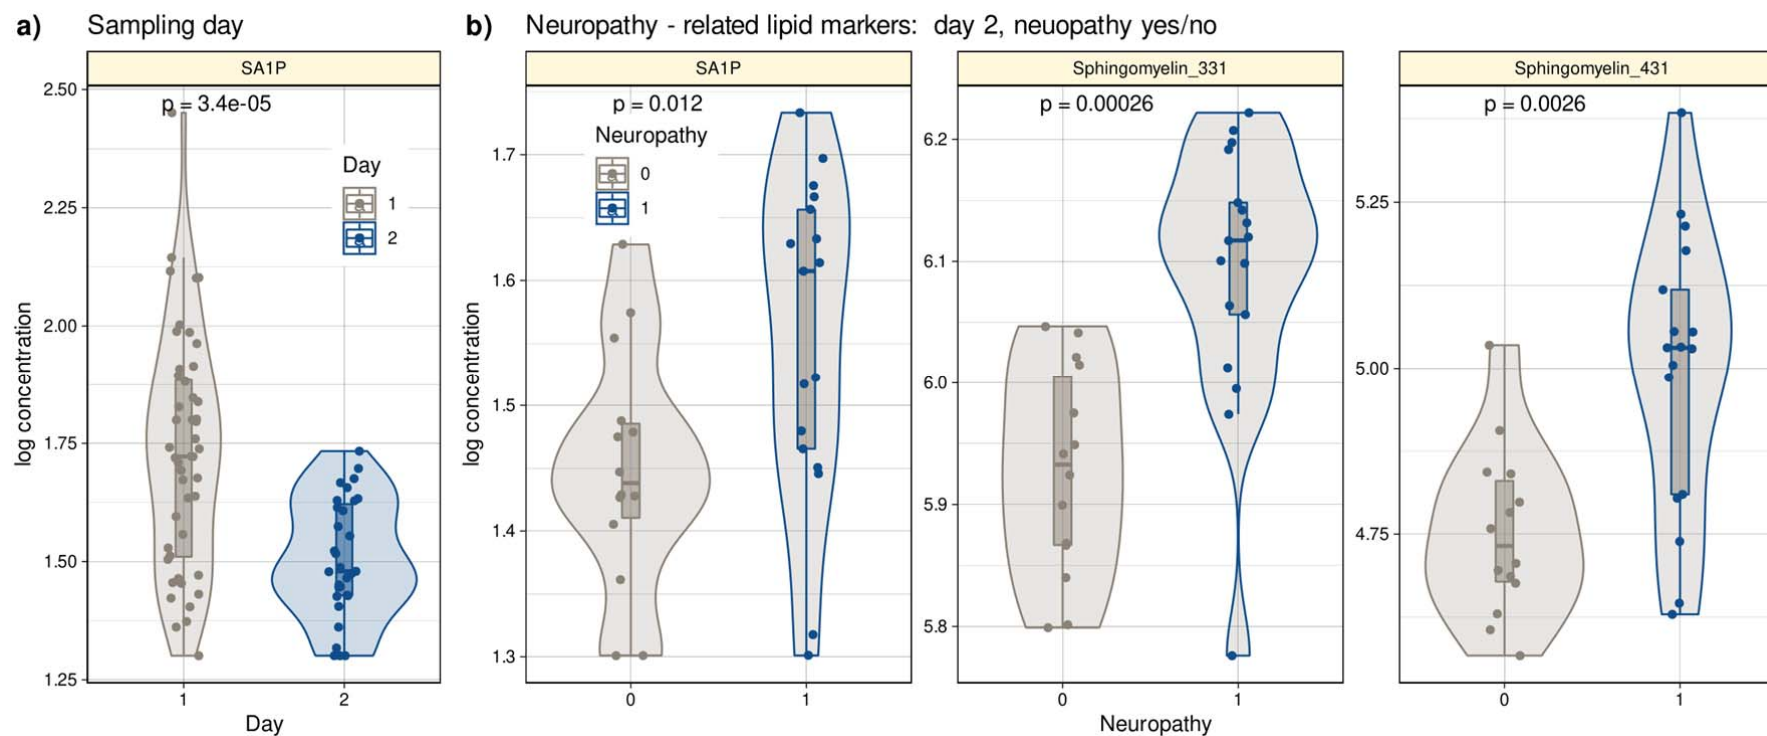 a) Sampling day
SA1P
p = 3.4e-05
Day
1
2
log concentration
2.50
2.25
2.00
1.75
1.50
1.25
1 2
Day
b) Neuropathy - related lipid markers: day 2, neuopathy yes/no
SA1P
p = 0.012
Neuropathy
0
1
log concentration
1.7
1.6
1.5
1.4
1.3
0 1
Sphingomyelin_331
p = 0.00026
6.2
6.1
6.0
5.9
5.8
0 1
Neuropathy
Sphingomyelin_431
p = 0.0026
5.25
5.00
4.75
0 1